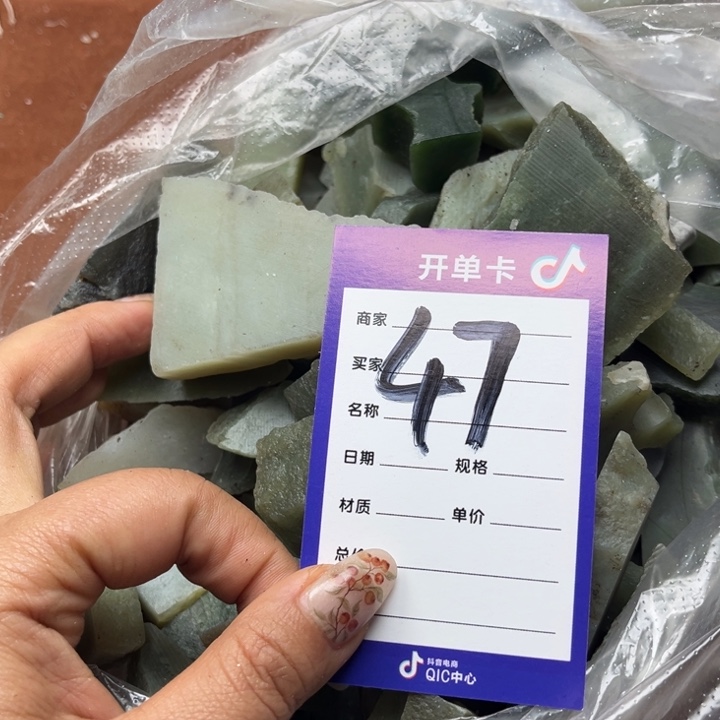 开单卡
商家
47
买家
名称
日期 规格
材质 单价
抖音电商
QIC中心